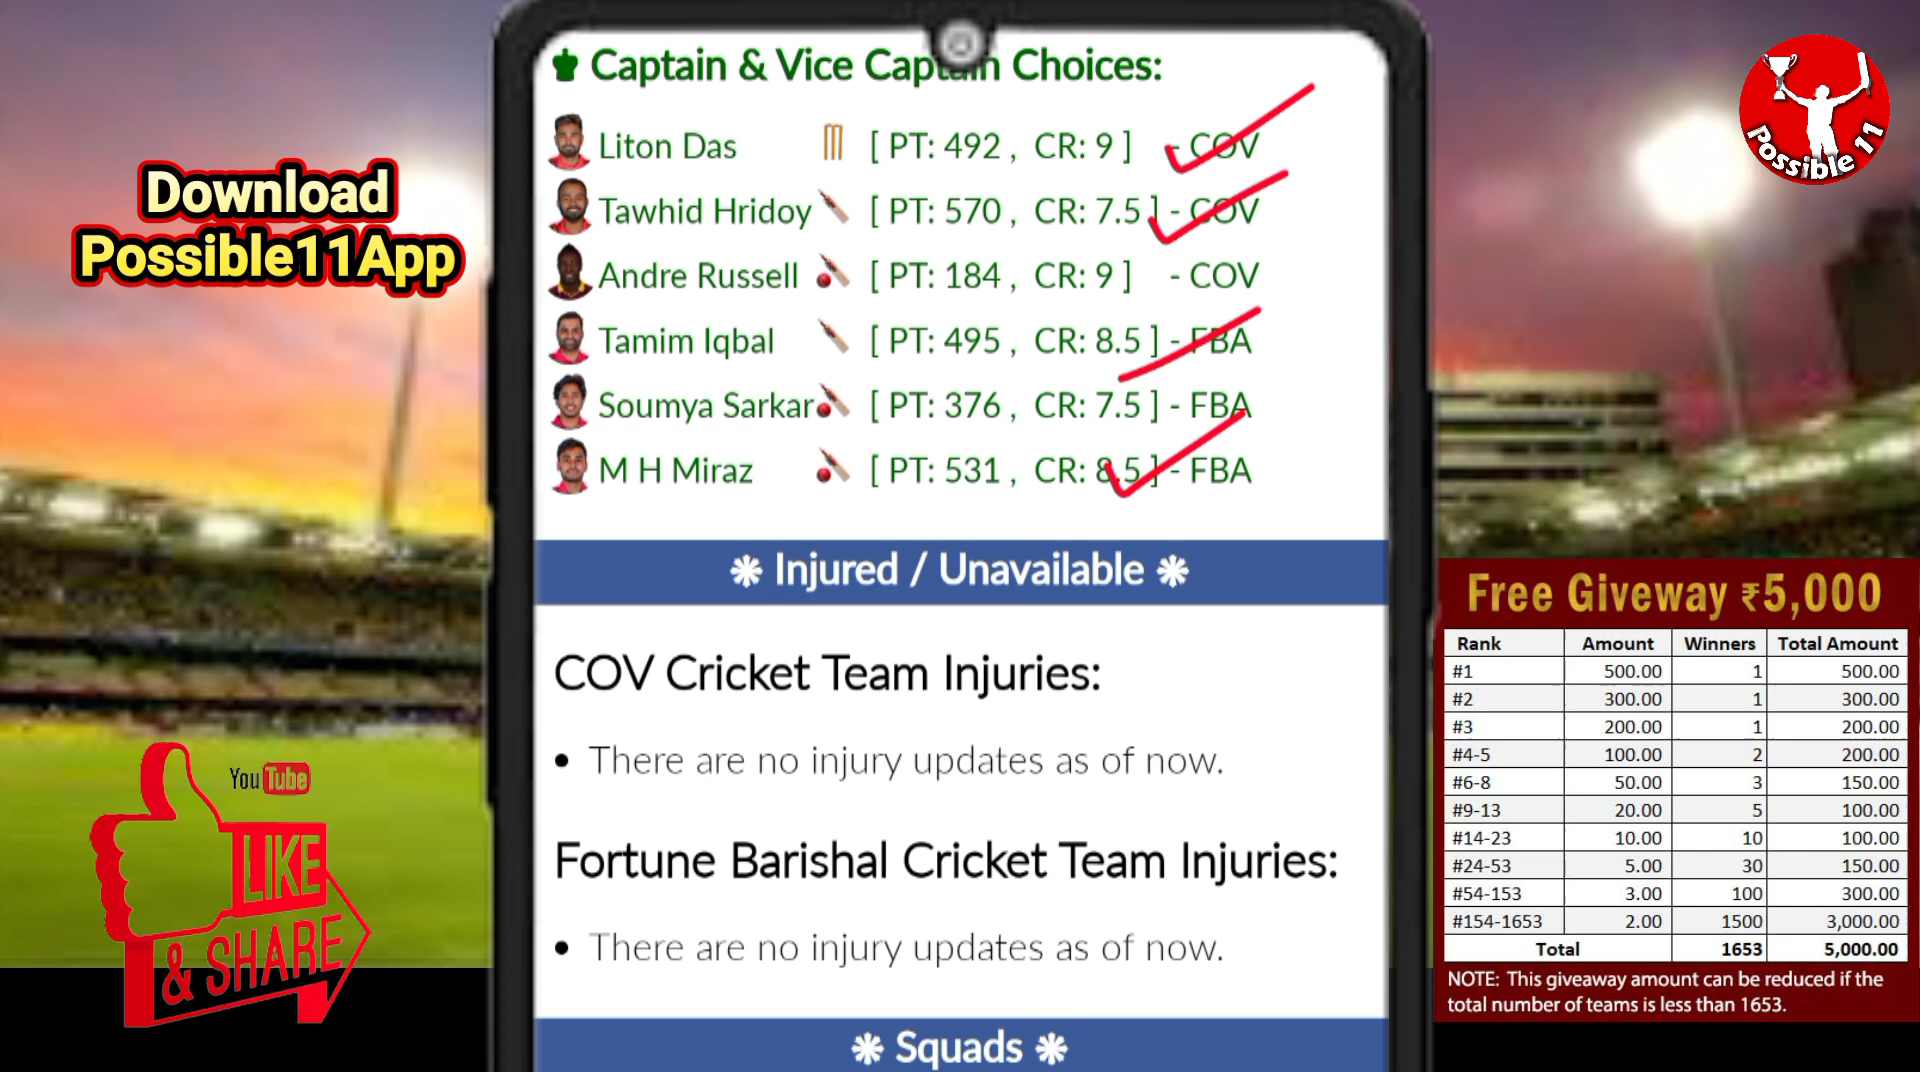 Captain & Vice Captain Choices:
Liton Das [ PT: 492 , CR: 9 ] - COV
Tawhid Hridoy [ PT: 570 , CR: 7.5 ] - COV
Andre Russell [ PT: 184 , CR: 9 ] - COV
Tamim Iqbal [ PT: 495 , CR: 8.5 ] - FBA
Soumya Sarkar [ PT: 376 , CR: 7.5 ] - FBA
M H Miraz [ PT: 531 , CR: 8.5 ] - FBA
Injured / Unavailable
COV Cricket Team Injuries:
• There are no injury updates as of now.
Fortune Barishal Cricket Team Injuries:
• There are no injury updates as of now.
Squads
Download
Possible11App
YouTube
LIKE
& SHARE
Possible 11
Free Giveway ₹5,000
Rank Amount Winners Total Amount
#1 500.00 1 500.00
#2 300.00 1 300.00
#3 200.00 1 200.00
#4-5 100.00 2 200.00
#6-8 50.00 3 150.00
#9-13 20.00 5 100.00
#14-23 10.00 10 100.00
#24-53 5.00 30 150.00
#54-153 3.00 100 300.00
#154-1653 2.00 1500 3,000.00
Total 1653 5,000.00
NOTE: This giveaway amount can be reduced if the
total number of teams is less than 1653.